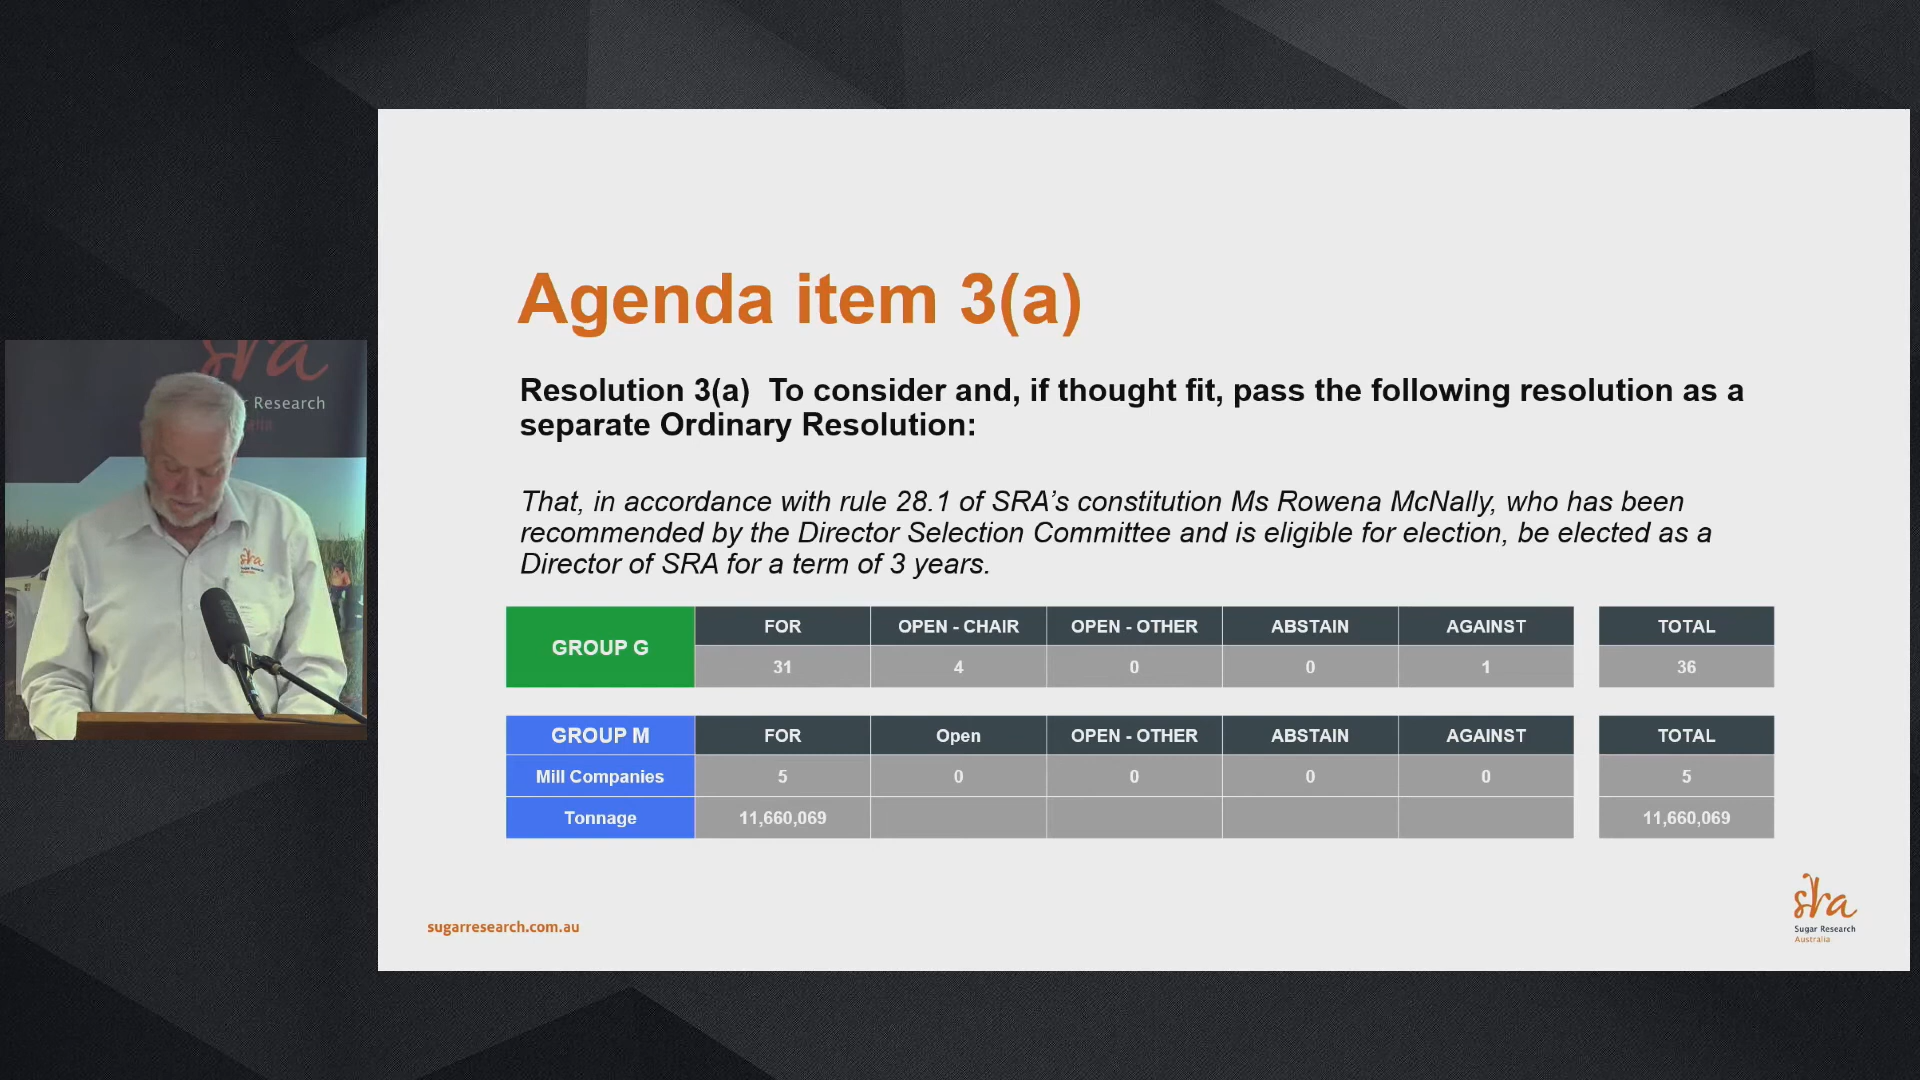 Agenda item 3(a)
Resolution 3(a)  To consider and, if thought fit, pass the following resolution as a
separate Ordinary Resolution:
That, in accordance with rule 28.1 of SRA’s constitution Ms Rowena McNally, who has been
recommended by the Director Selection Committee and is eligible for election, be elected as a
Director of SRA for a term of 3 years.
GROUP G FOR OPEN - CHAIR OPEN - OTHER ABSTAIN AGAINST TOTAL
31 4 0 0 1 36
GROUP M FOR Open OPEN - OTHER ABSTAIN AGAINST TOTAL
Mill Companies 5 0 0 0 0 5
Tonnage 11,660,069 11,660,069
sugarresearch.com.au
sra
Sugar Research
Australia
sra
Research
sra